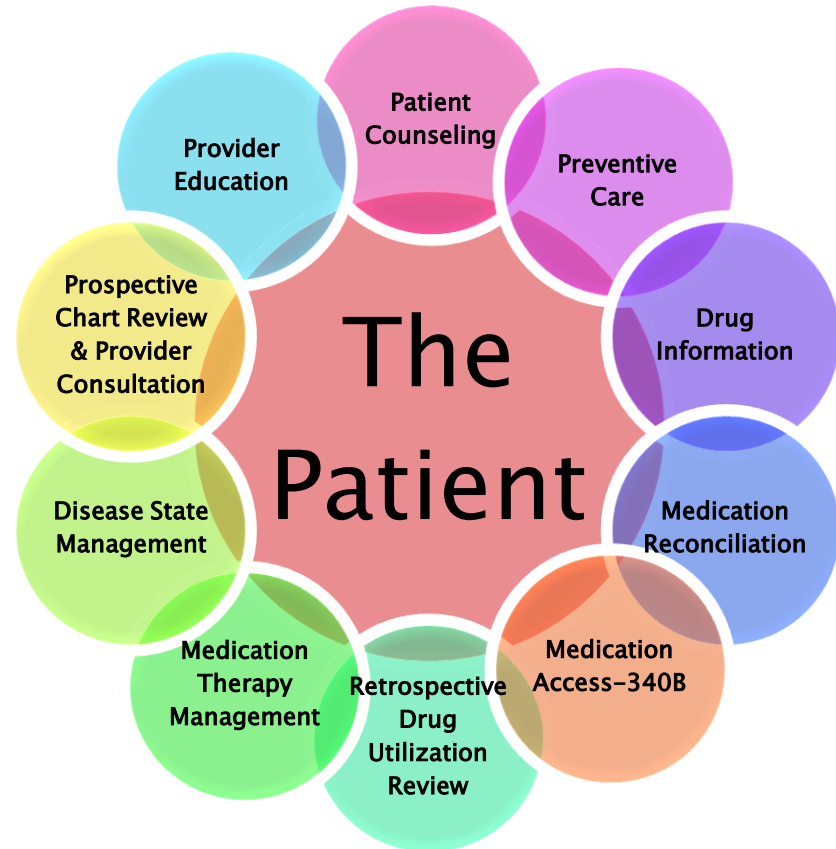 Patient
Counseling
Preventive
Care
Drug
Information
Medication
Reconciliation
Medication
Access-340B
Retrospective
Drug
Utilization
Review
Medication
Therapy
Management
Disease State
Management
Prospective
Chart Review
& Provider
Consultation
Provider
Education
The
Patient